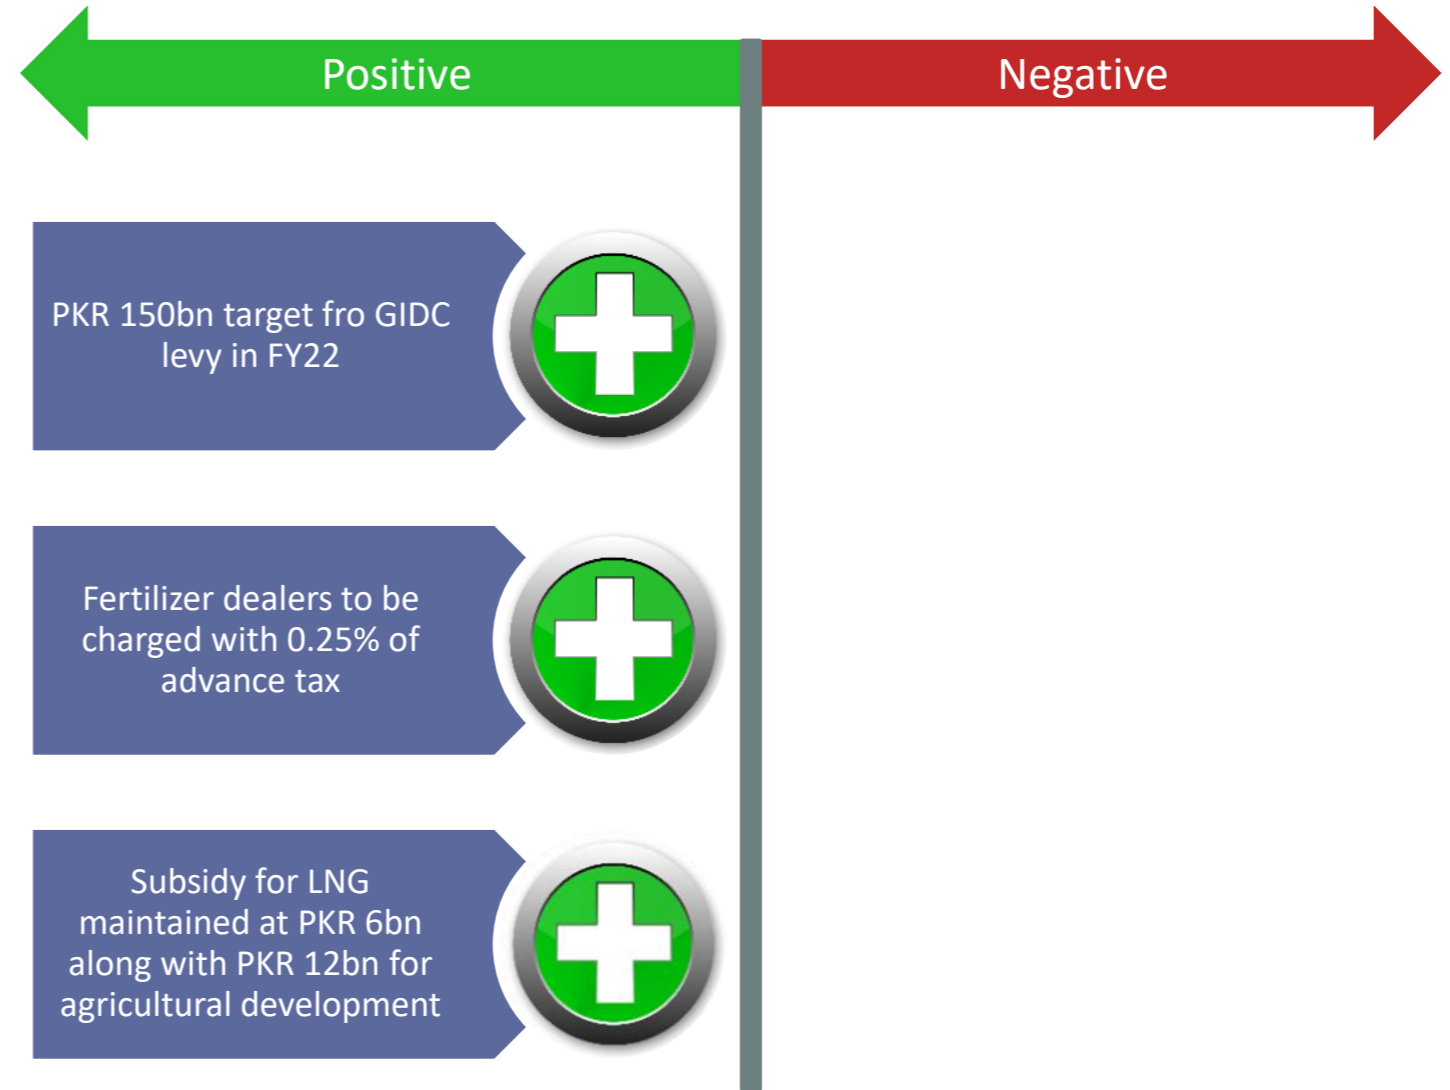 Positive
Negative
PKR 150bn target fro GIDC
levy in FY22
Fertilizer dealers to be
charged with 0.25% of
advance tax
Subsidy for LNG
maintained at PKR 6bn
along with PKR 12bn for
agricultural development